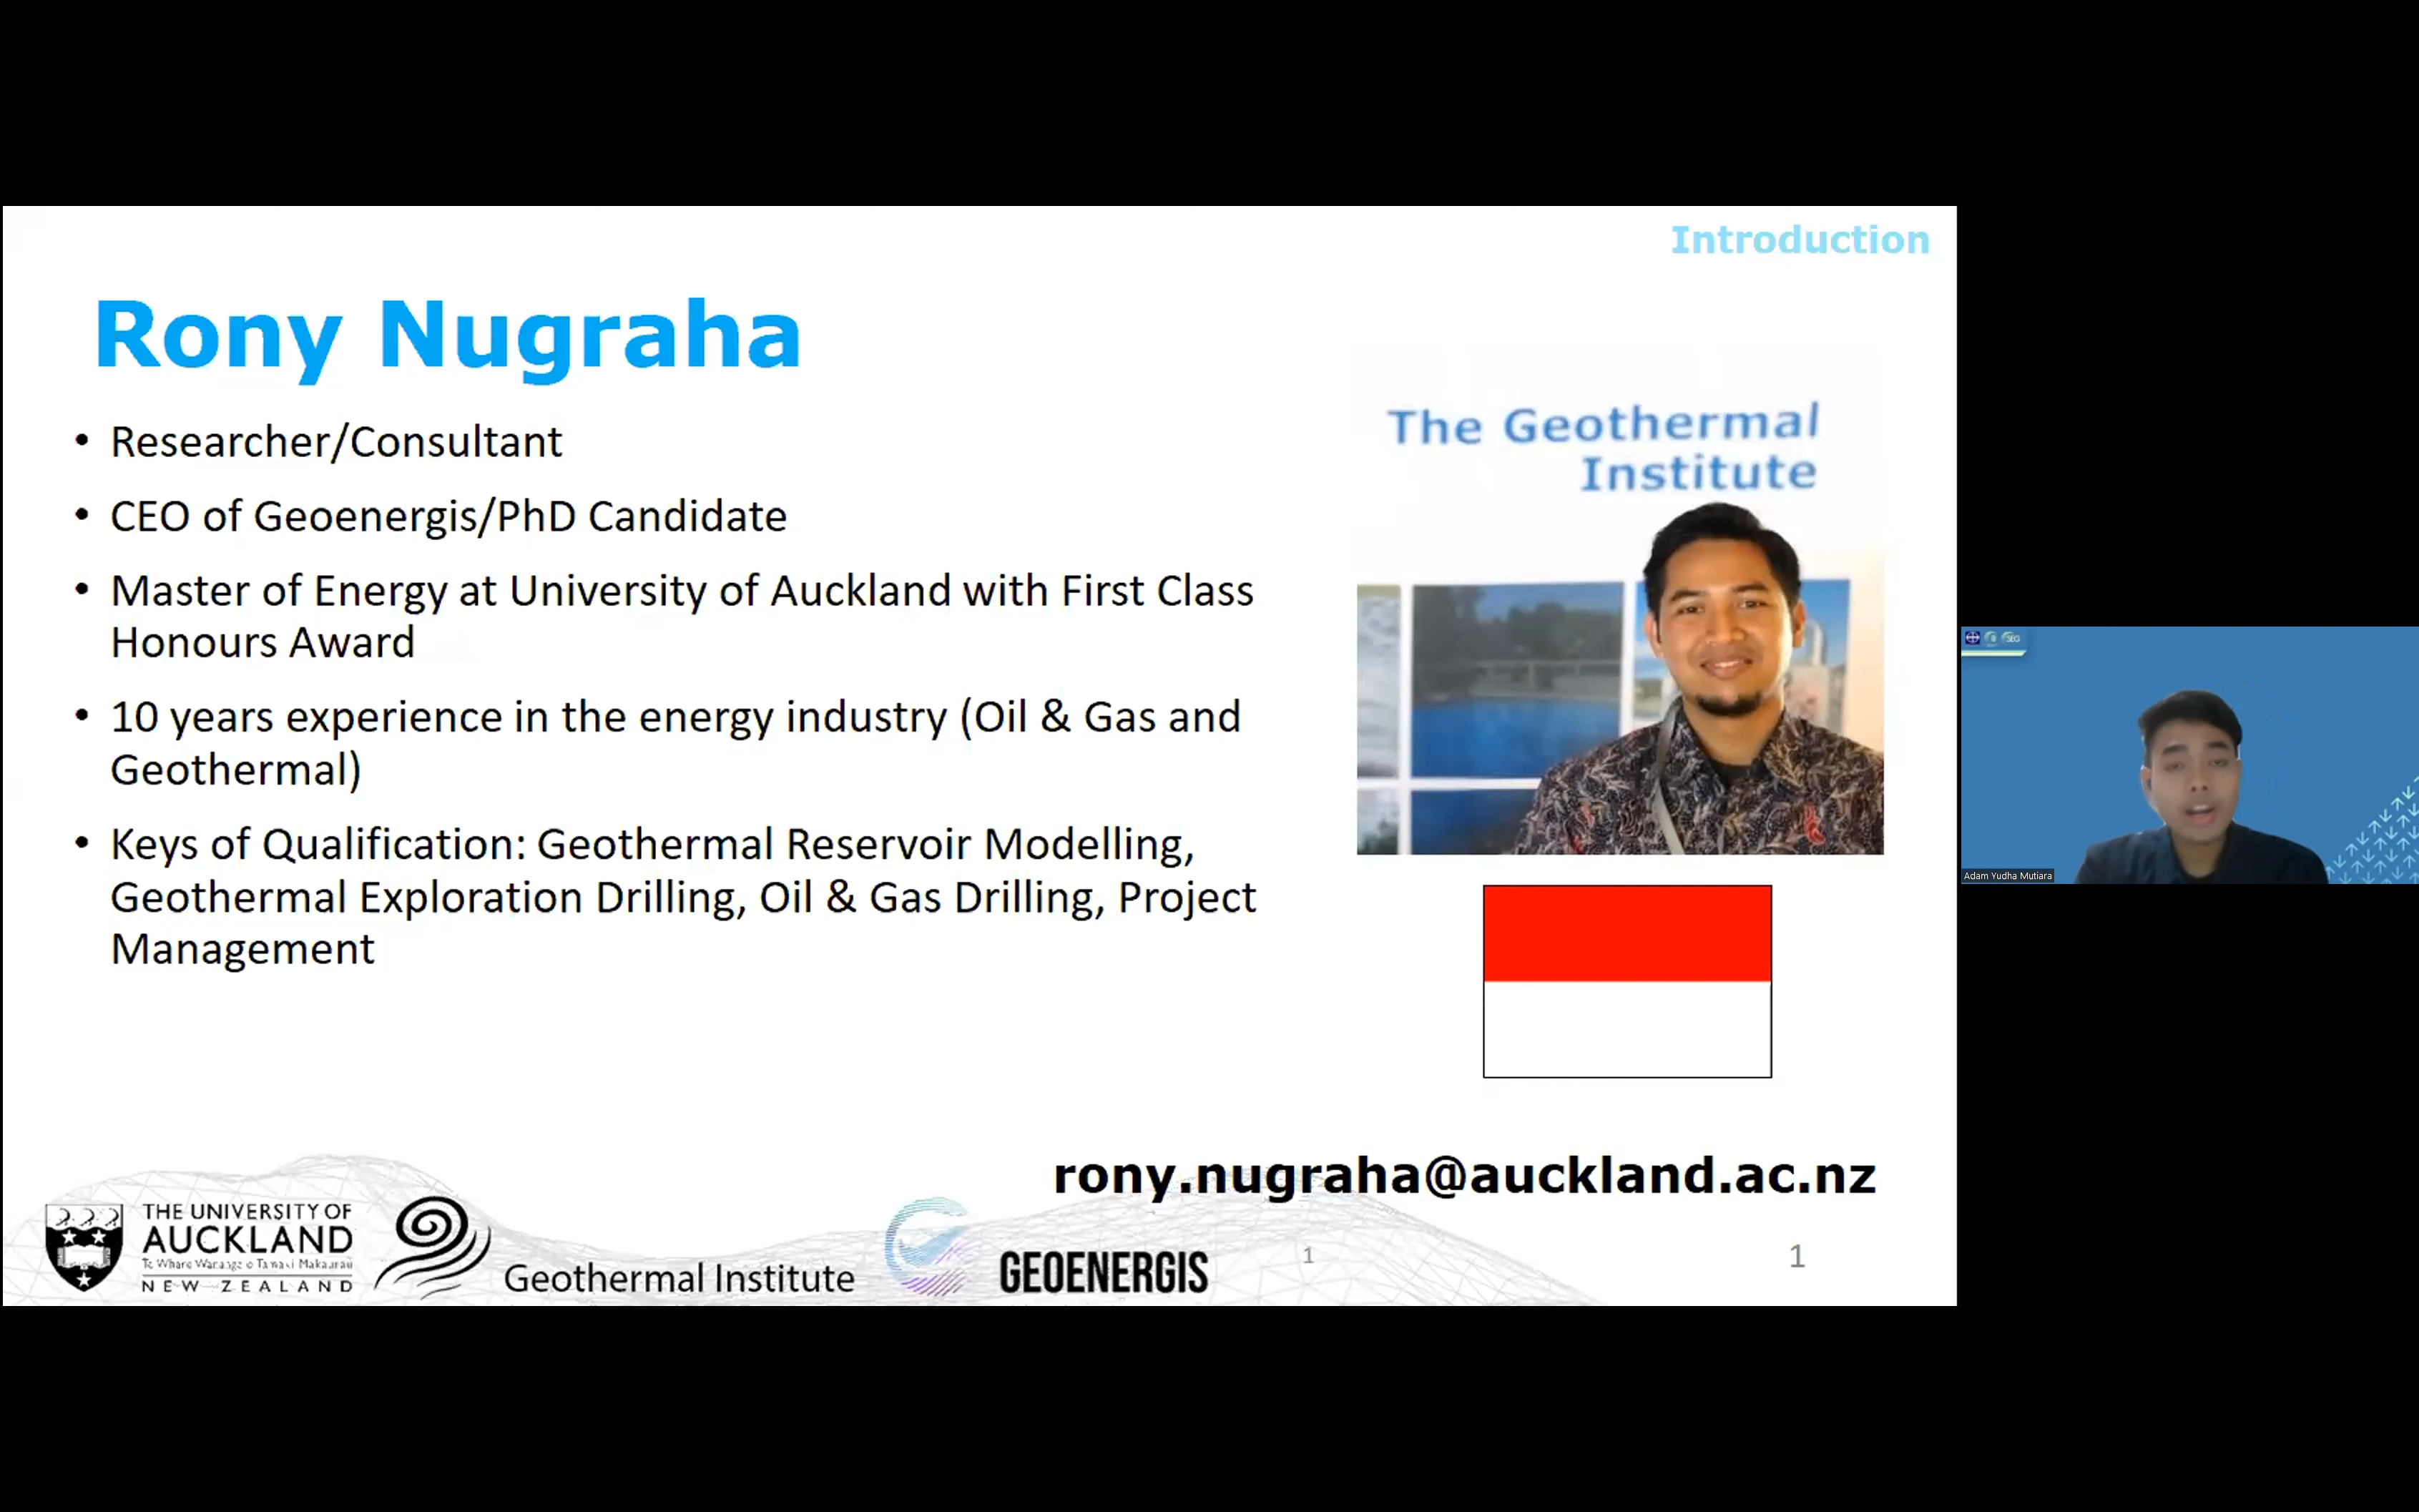 Introduction
Rony Nugraha
• Researcher/Consultant
• CEO of Geoenergis/PhD Candidate
• Master of Energy at University of Auckland with First Class
Honours Award
• 10 years experience in the energy industry (Oil & Gas and
Geothermal)
• Keys of Qualification: Geothermal Reservoir Modelling,
Geothermal Exploration Drilling, Oil & Gas Drilling, Project
Management
The Geothermal
Institute
rony.nugraha@auckland.ac.nz
THE UNIVERSITY OF
AUCKLAND
Te Whare Wānanga o Tāmaki Makaurau
NEW ZEALAND
Geothermal Institute
GEOENERGIS
1
1
SEG
Adam Yudha Mutiara